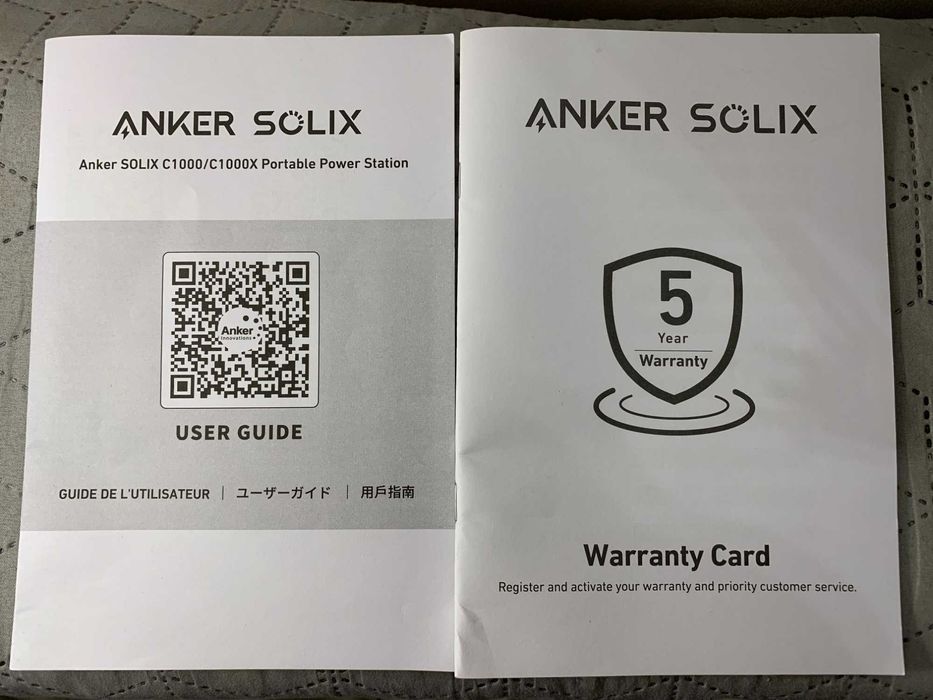 ANKER SOLIX
Anker SOLIX C1000/C1000X Portable Power Station
Anker
Innovations
USER GUIDE
GUIDE DE L'UTILISATEUR | ユーザーガイド | 用戶指南
ANKER SOLIX
5
Year
Warranty
Warranty Card
Register and activate your warranty and priority customer service.